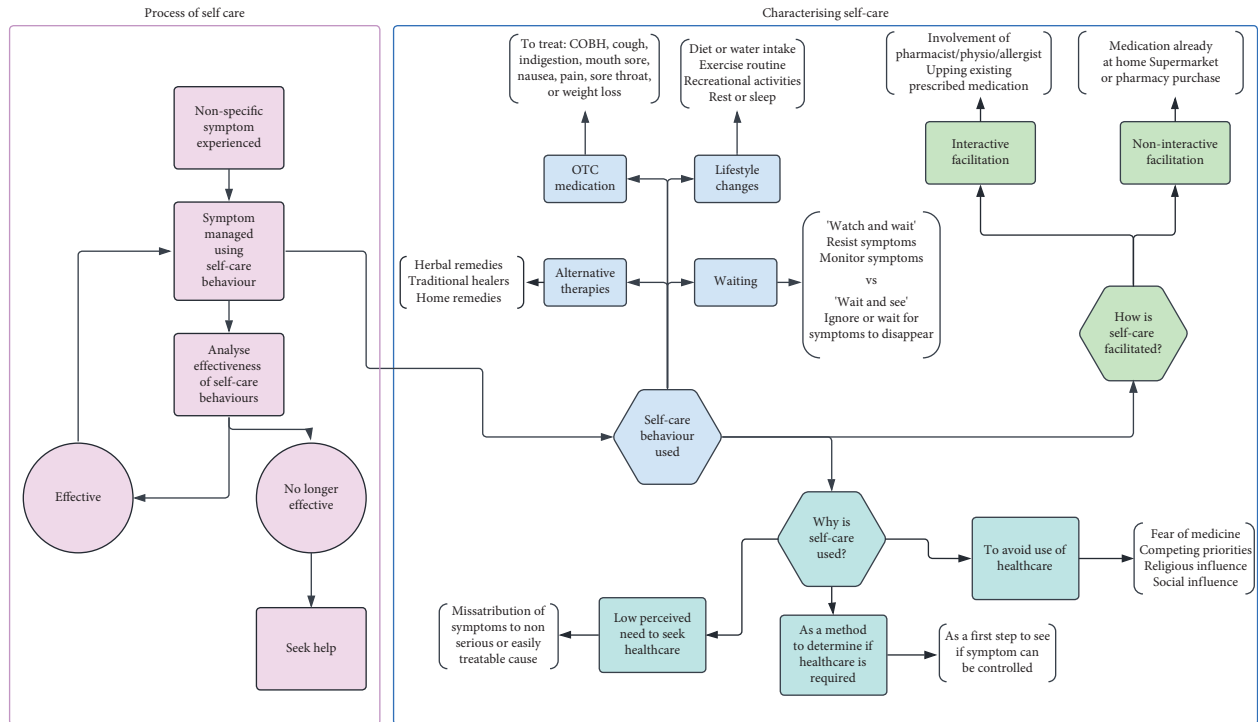 Process of self care
Non-specific
symptom
experienced
Symptom
managed
using
self-care
behaviour
Analyse
effectiveness
of self-care
behaviours
Effective
No longer
effective
Seek help
Characterising self-care
To treat: COBH, cough,
indigestion, mouth sore,
nausea, pain, sore throat,
or weight loss
Diet or water intake
Exercise routine
Recreational activities
Rest or sleep
OTC
medication
Lifestyle
changes
Herbal remedies
Traditional healers
Home remedies
Alternative
therapies
Waiting
'Watch and wait'
Resist symptoms
Monitor symptoms
vs
'Wait and see'
Ignore or wait for
symptoms to disappear
Self-care
behaviour
used
Involvement of
pharmacist/physio/allergist
Upping existing
prescribed medication
Medication already
at home Supermarket
or pharmacy purchase
Interactive
facilitation
Non-interactive
facilitation
How is
self-care
facilitated?
Why is
self-care
used?
To avoid use of
healthcare
Fear of medicine
Competing priorities
Religious influence
Social influence
Missatribution of
symptoms to non
serious or easily
treatable cause
Low perceived
need to seek
healthcare
As a method
to determine if
healthcare is
required
As a first step to see
if symptom can
be controlled